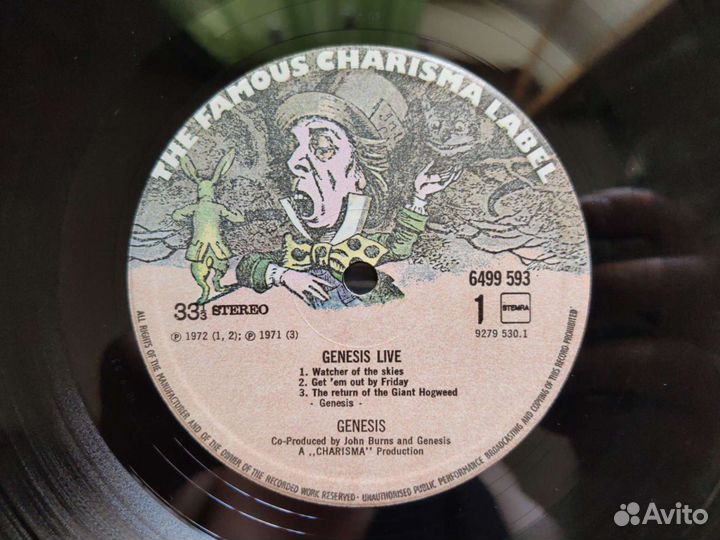 THE FAMOUS CHARISMA LABEL
6499 593
33⅓ STEREO
1 STEMRA
℗ 1972 (1, 2); ℗ 1971 (3)
9279 530.1
GENESIS LIVE
1. Watcher of the skies
2. Get 'em out by Friday
3. The return of the Giant Hogweed
- Genesis -
GENESIS
Co-Produced by John Burns and Genesis
A ,,CHARISMA'' Production
ALL RIGHTS OF THE MANUFACTURER AND OF THE OWNER OF THE RECORDED WORK RESERVED · UNAUTHORISED PUBLIC PERFORMANCE BROADCASTING AND COPYING OF THIS RECORD PROHIBITED
Avito